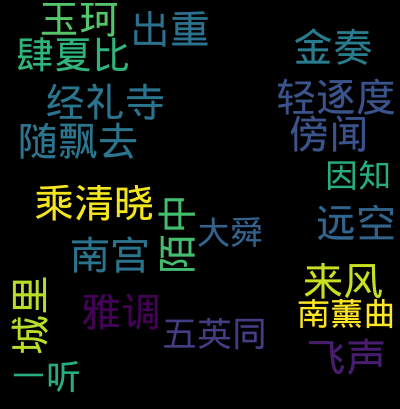 玉珂
出重
肆夏比
金奏
经礼寺
轻逐度
随飘去
傍闻
因知
乘清晓
陌中
大舜
远空
南宫
来风
城里
雅调
南薰曲
五英同
飞声
一听